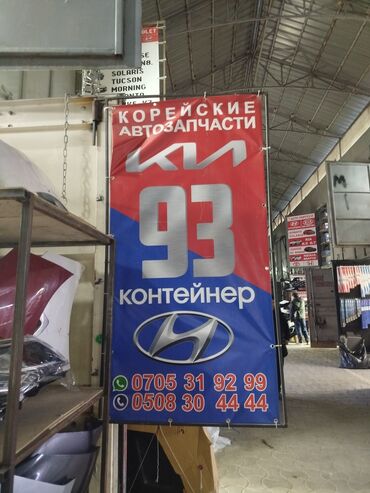 SOLARIS
TUCSON
MORNING
КОРЕЙСКИЕ
АВТОЗАПЧАСТИ
KIA
93
КОНТЕЙНЕР
0705 31 92 99
0508 30 44 44